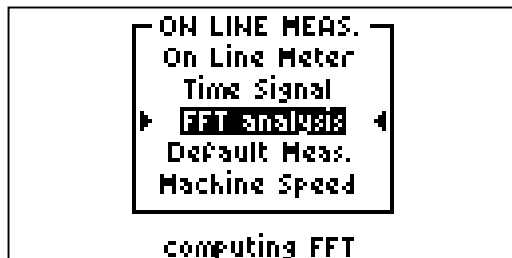 ON LINE MEAS.
On Line Meter
Time Signal
FFT analysis
Default Meas.
Machine Speed
computing FFT